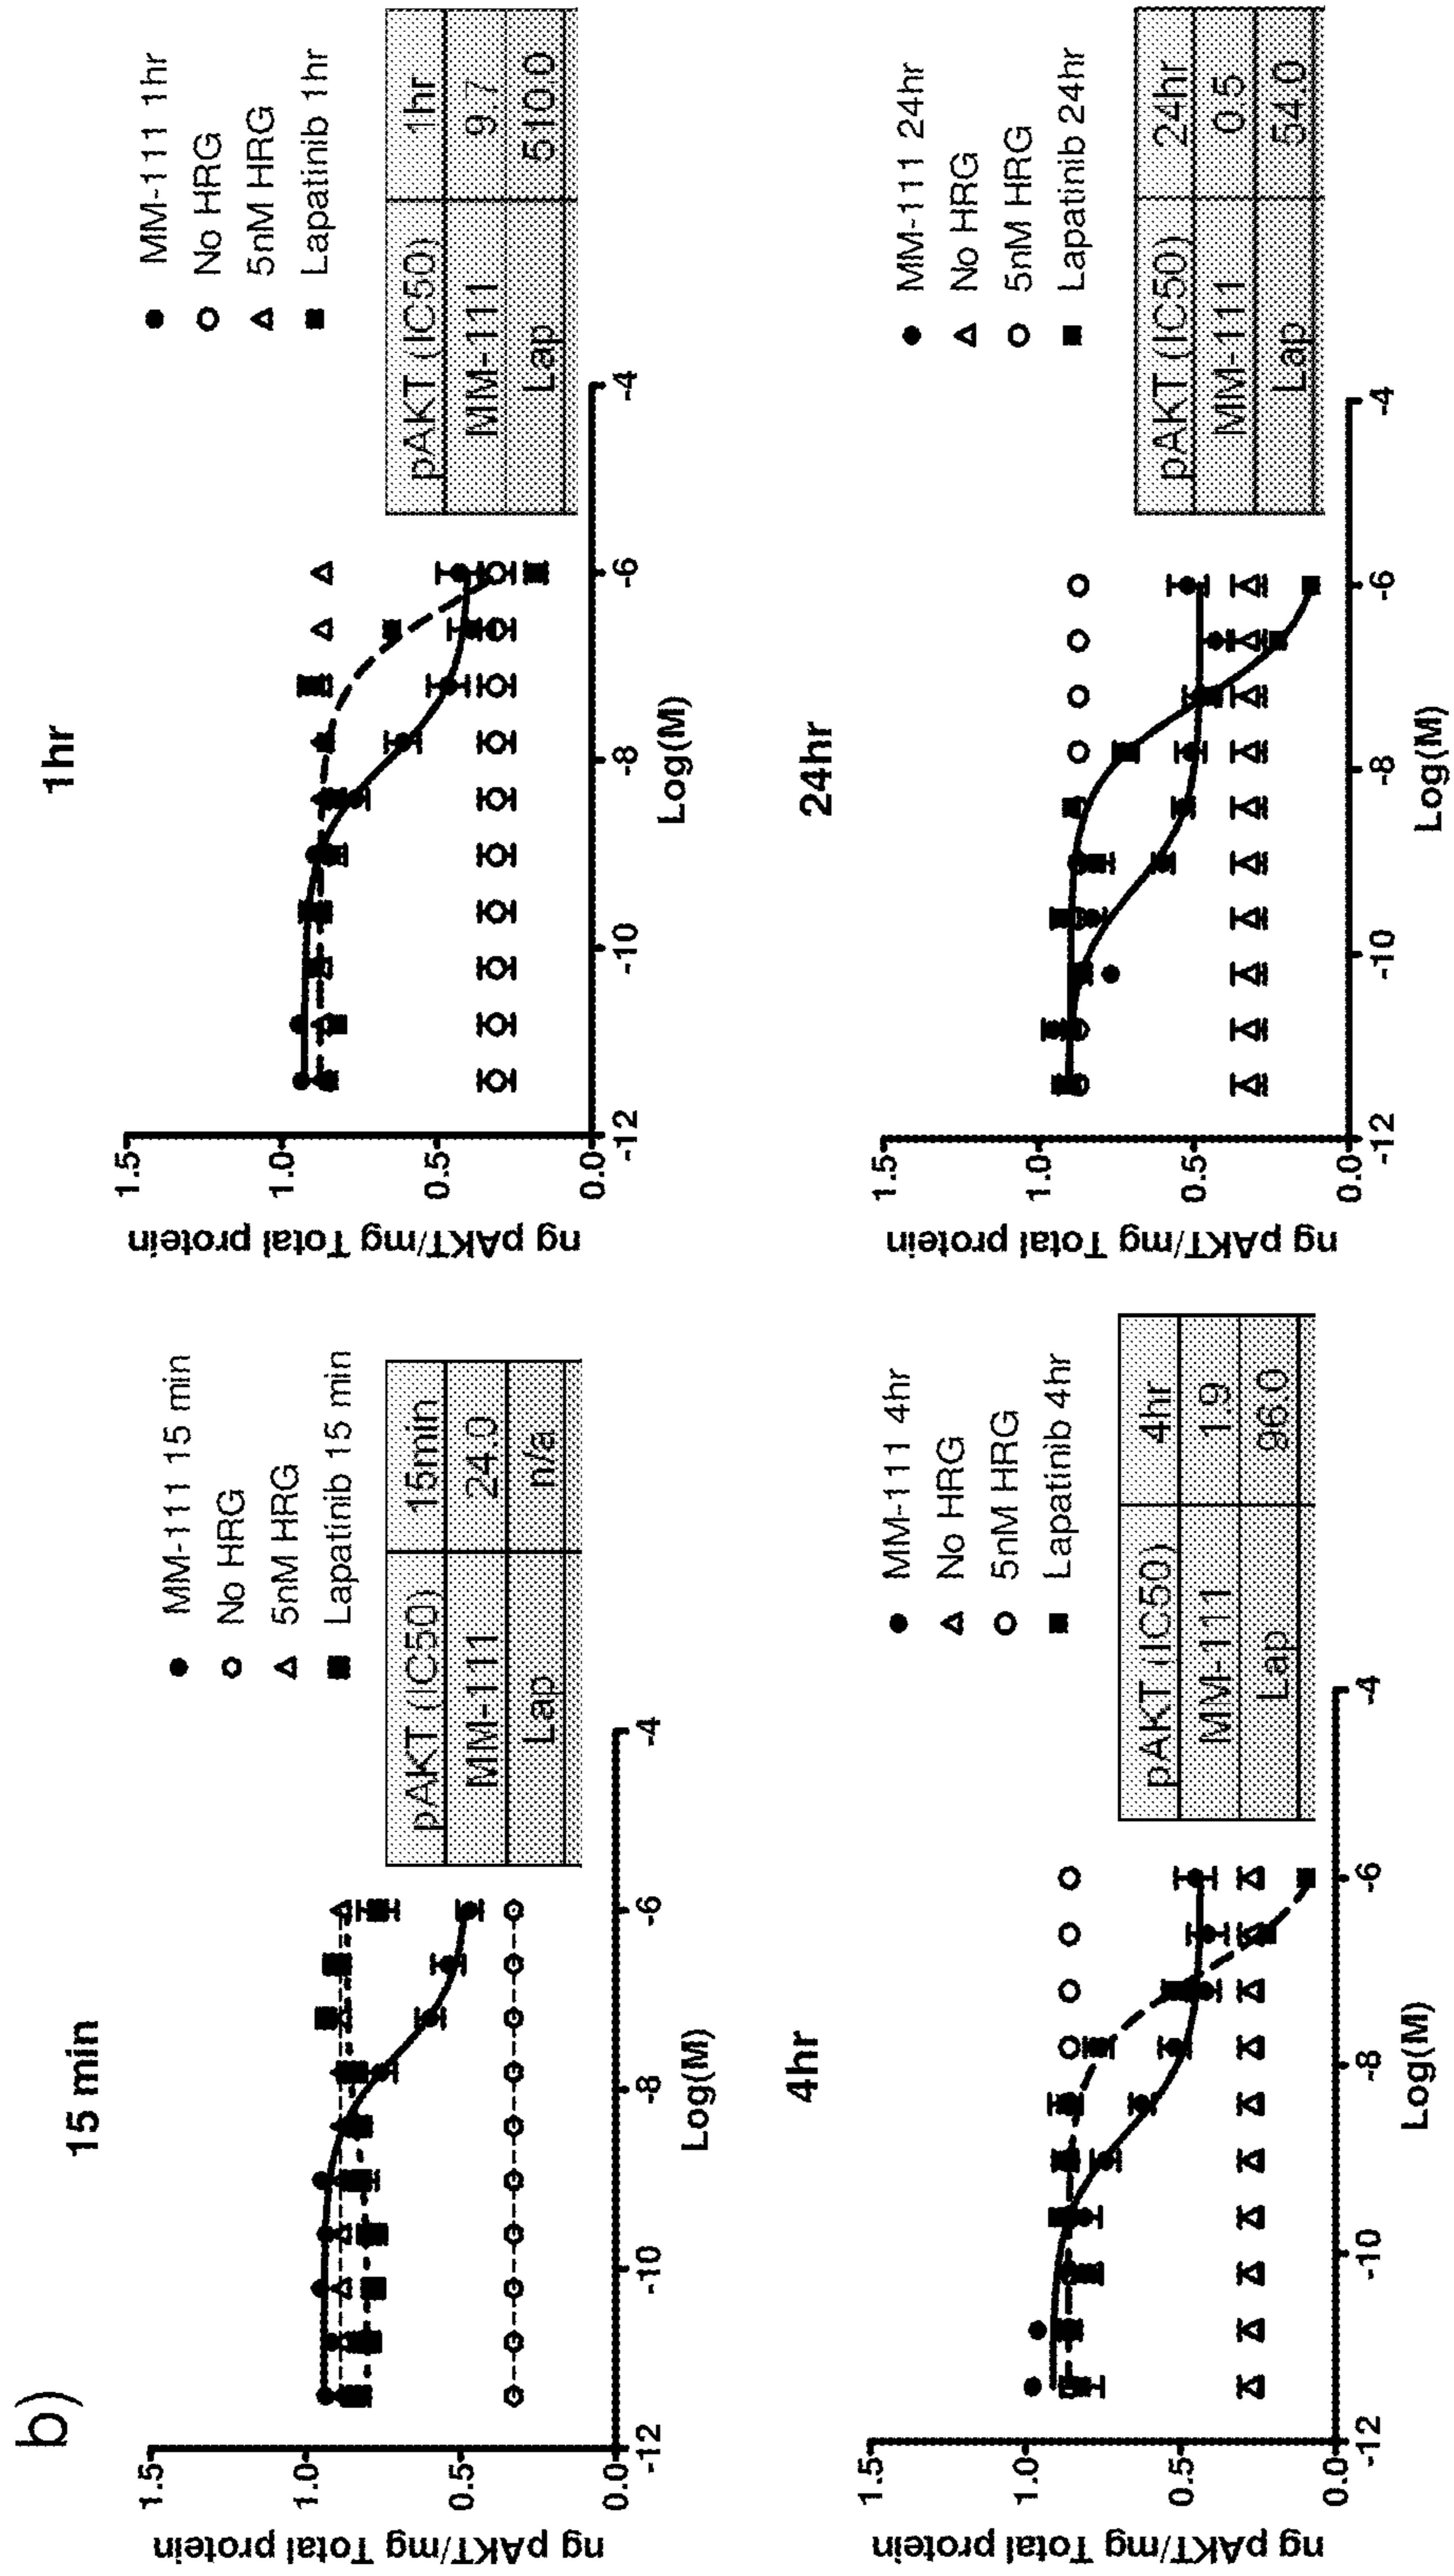 b)
15 min
ng pAKT/mg Total protein
1.5
1.0
0.5
0.0
-12
-10
-8
-6
-4
Log(M)
MM-111 15 min
No HRG
5nM HRG
Lapatinib 15 min
pAKT (IC50) 15min
MM-111 24.0
Lap n/a
1hr
ng pAKT/mg Total protein
1.5
1.0
0.5
0.0
-12
-10
-8
-6
-4
Log(M)
MM-111 1hr
No HRG
5nM HRG
Lapatinib 1hr
pAKT (IC50) 1hr
MM-111 9.7
Lap 510.0
4hr
ng pAKT/mg Total protein
1.5
1.0
0.5
0.0
-12
-10
-8
-6
-4
Log(M)
MM-111 4hr
No HRG
5nM HRG
Lapatinib 4hr
pAKT (IC50) 4hr
MM-111 1.9
Lap 96.0
24hr
ng pAKT/mg Total protein
1.5
1.0
0.5
0.0
-12
-10
-8
-6
-4
Log(M)
MM-111 24hr
No HRG
5nM HRG
Lapatinib 24hr
pAKT (IC50) 24hr
MM-111 0.5
Lap 54.0